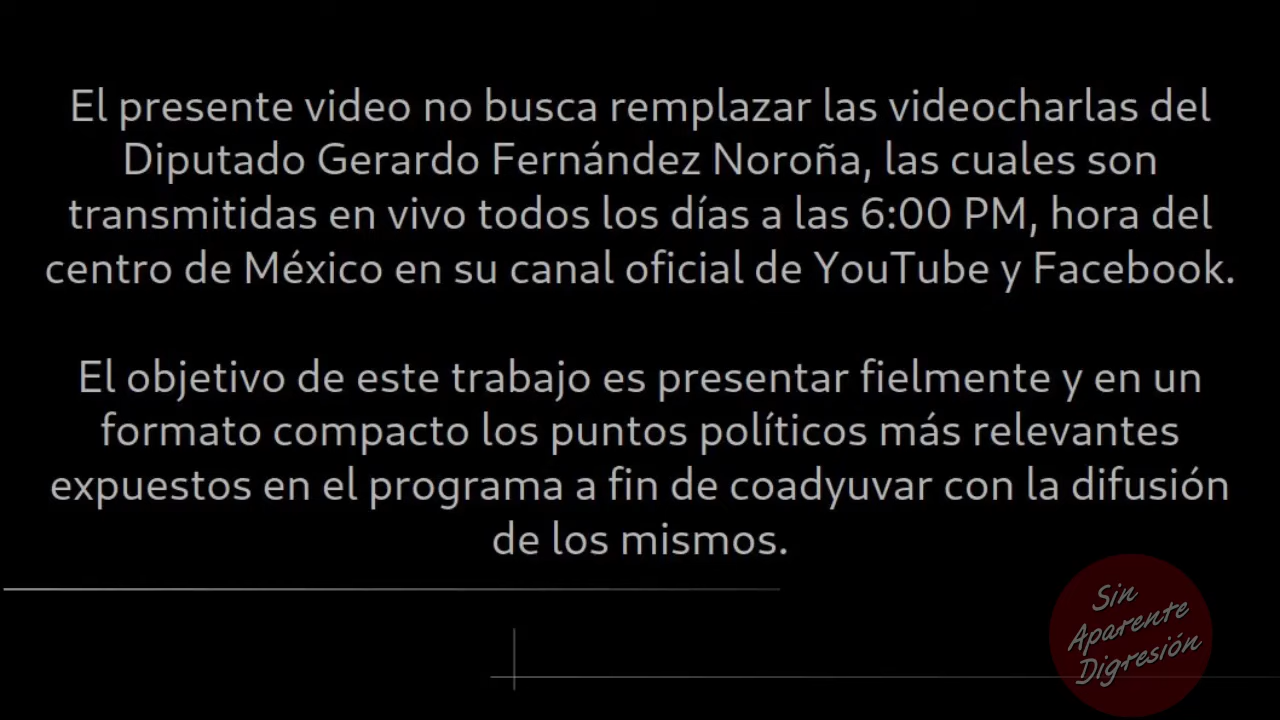 El presente video no busca remplazar las videocharlas del
Diputado Gerardo Fernández Noroña, las cuales son
transmitidas en vivo todos los días a las 6:00 PM, hora del
centro de México en su canal oficial de YouTube y Facebook.
El objetivo de este trabajo es presentar fielmente y en un
formato compacto los puntos políticos más relevantes
expuestos en el programa a fin de coadyuvar con la difusión
de los mismos.
Sin
Aparente
Digresión